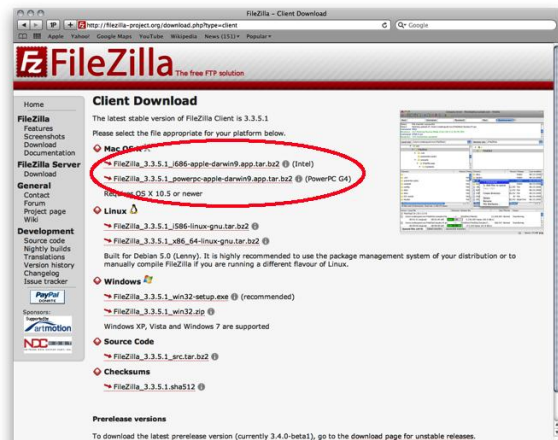 FileZilla - Client Download
http://filezilla-project.org/download.php?type=client
Google
Apple Yahoo! Google Maps YouTube Wikipedia News (151) Popular
FileZilla The free FTP solution
Home
FileZilla
Features
Screenshots
Download
Documentation
FileZilla Server
Download
General
Contact
Forum
Project page
Wiki
Development
Source code
Nightly builds
Translations
Version history
Changelog
Issue tracker
PayPal
DONATE
Sponsors:
artmotion
NDC
Client Download
The latest stable version of FileZilla Client is 3.3.5.1
Please select the file appropriate for your platform below.
Mac OS X
FileZilla_3.3.5.1_i686-apple-darwin9.app.tar.bz2 (Intel)
FileZilla_3.3.5.1_powerpc-apple-darwin9.app.tar.bz2 (PowerPC G4)
Requires OS X 10.5 or newer
Linux
FileZilla_3.3.5.1_i586-linux-gnu.tar.bz2
FileZilla_3.3.5.1_x86_64-linux-gnu.tar.bz2
Built for Debian 5.0 (Lenny). It is highly recommended to use the package management system of your distribution or to
manually compile FileZilla if you are running a different flavour of Linux.
Windows
FileZilla_3.3.5.1_win32-setup.exe (recommended)
FileZilla_3.3.5.1_win32.zip
Windows XP, Vista and Windows 7 are supported
Source Code
FileZilla_3.3.5.1_src.tar.bz2
Checksums
FileZilla_3.3.5.1.sha512
Prerelease versions
To download the latest prerelease version (currently 3.4.0-beta1), go to the download page for unstable releases.